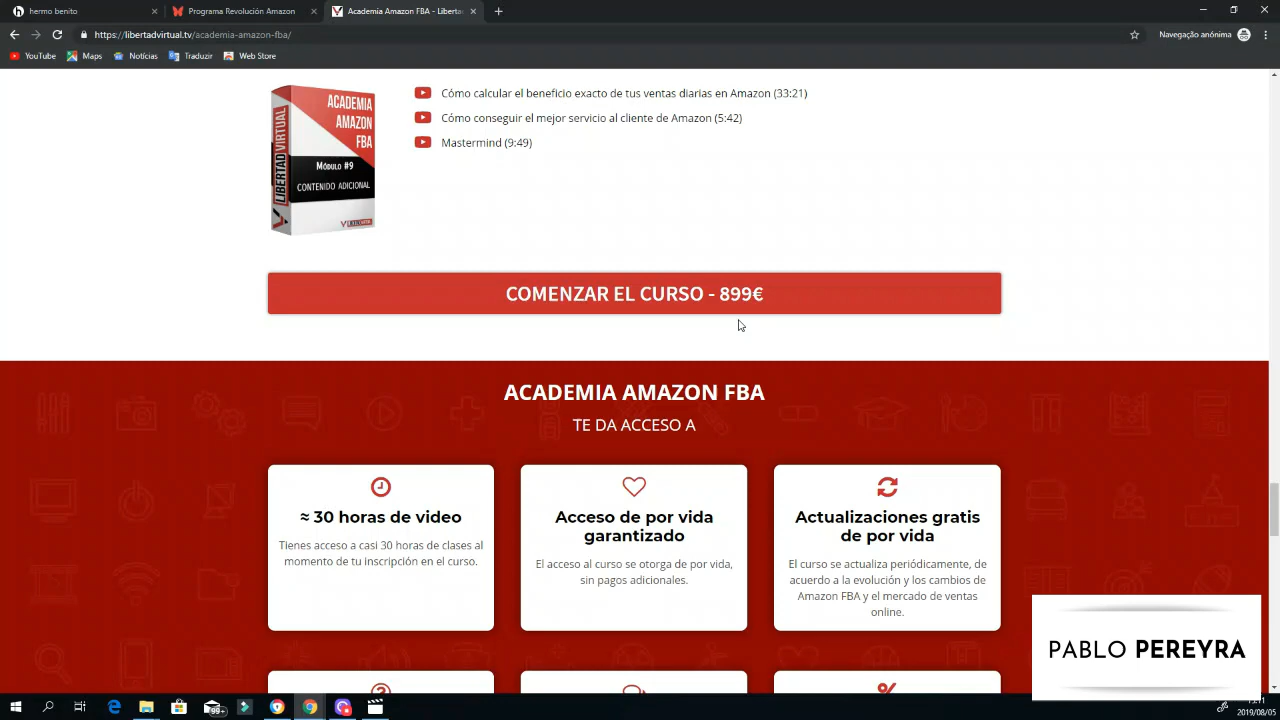 hermo benito
Programa Revolución Amazon
Academia Amazon FBA - Liberta
https://libertadvirtual.tv/academia-amazon-fba/
Navegação anónima
YouTube
Maps
Notícias
Traduzir
Web Store
ACADEMIA
AMAZON
FBA
LIBERTAD VIRTUAL
MÓDULO #9
CONTENIDO ADICIONAL
Cómo calcular el beneficio exacto de tus ventas diarias en Amazon (33:21)
Cómo conseguir el mejor servicio al cliente de Amazon (5:42)
Mastermind (9:49)
COMENZAR EL CURSO - 899€
ACADEMIA AMAZON FBA
TE DA ACCESO A
≈ 30 horas de video
Tienes acceso a casi 30 horas de clases al
momento de tu inscripción en el curso.
Acceso de por vida
garantizado
El acceso al curso se otorga de por vida,
sin pagos adicionales.
Actualizaciones gratis
de por vida
El curso se actualiza periódicamente, de
acuerdo a la evolución y los cambios de
Amazon FBA y el mercado de ventas
online.
PABLO PEREYRA
99+
2019/08/05